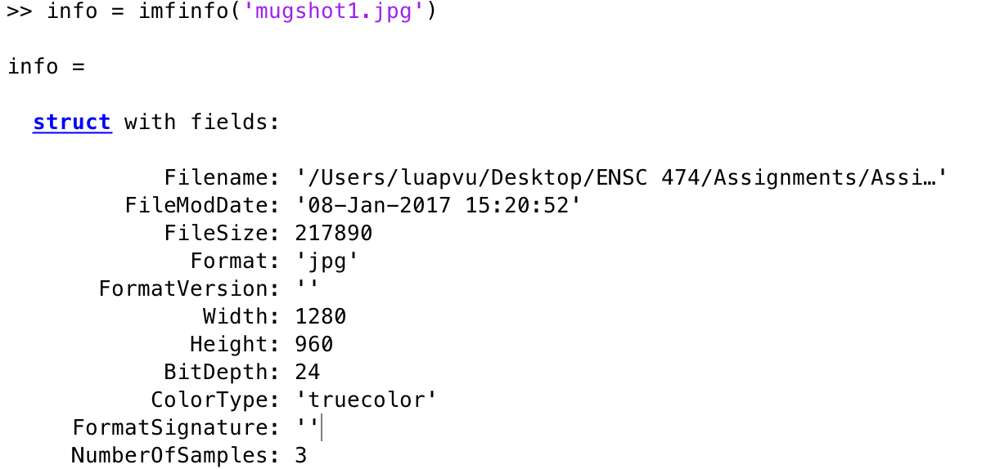 >> info = imfinfo('mugshot1.jpg')
info =
struct with fields:
Filename: '/Users/luapvu/Desktop/ENSC 474/Assignments/Assi…'
FileModDate: '08-Jan-2017 15:20:52'
FileSize: 217890
Format: 'jpg'
FormatVersion: ''
Width: 1280
Height: 960
BitDepth: 24
ColorType: 'truecolor'
FormatSignature: ''
NumberOfSamples: 3